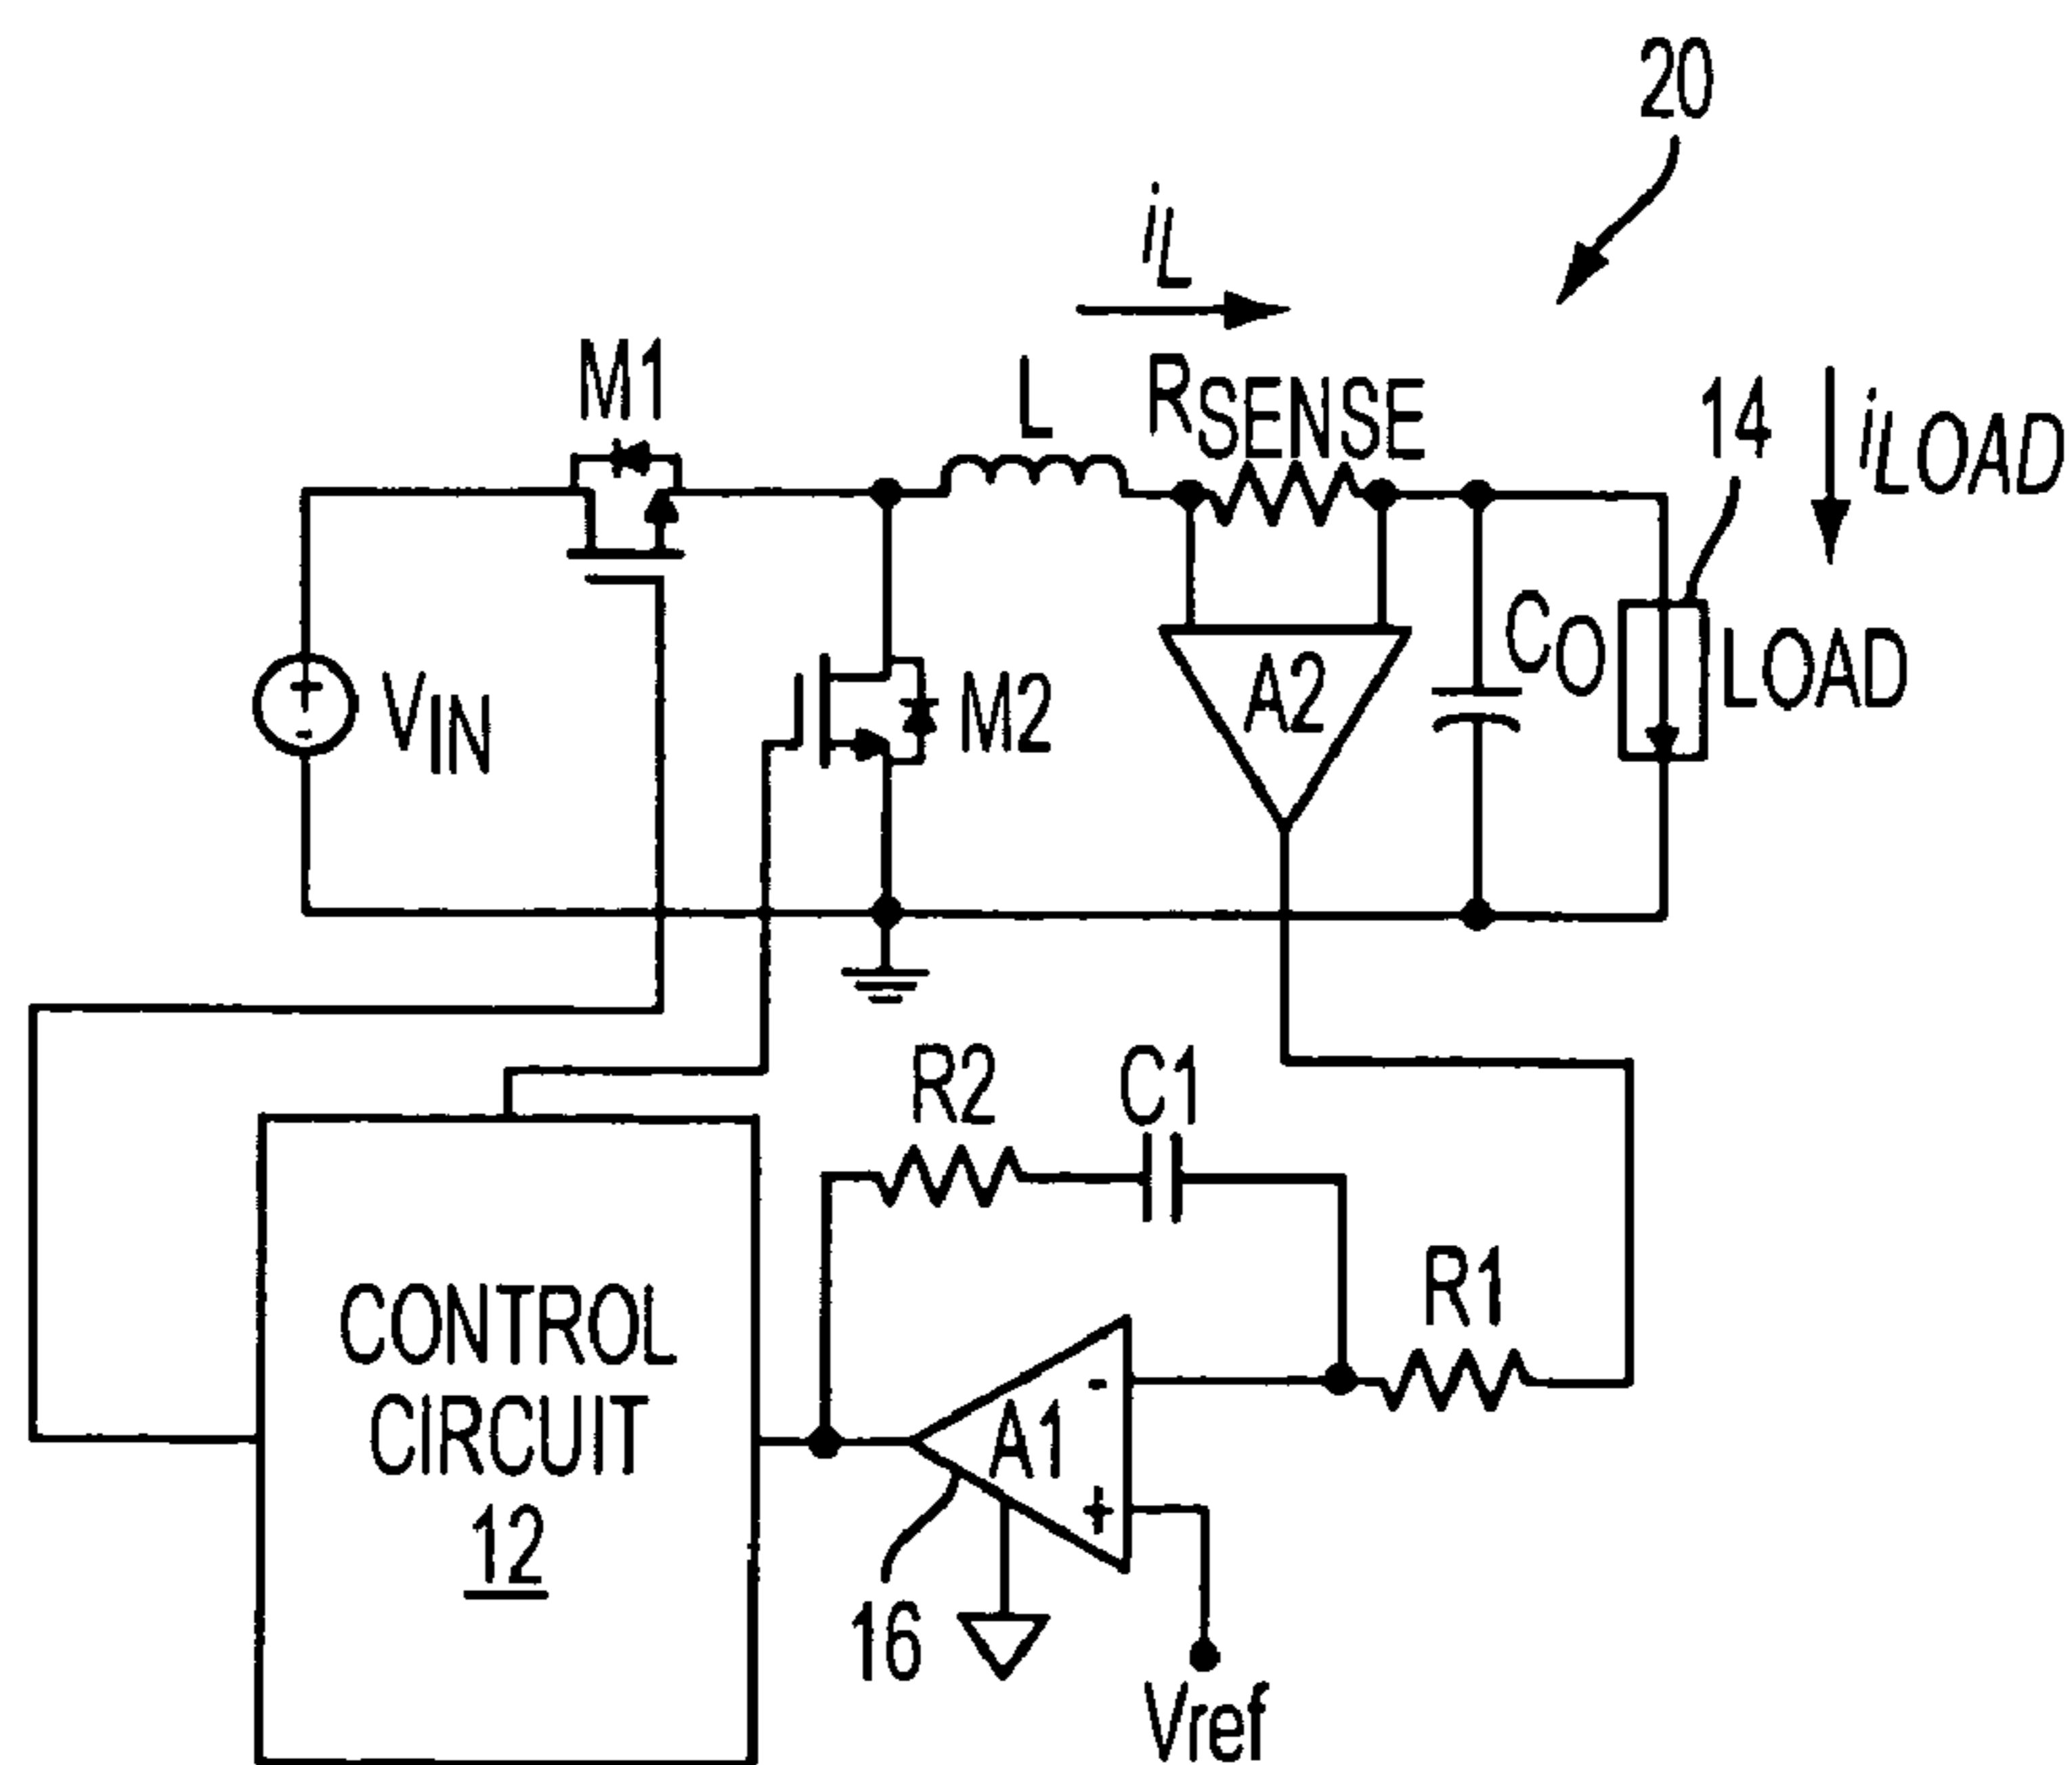 20
iL
M1
L
RSENSE
14
iLOAD
+
-
VIN
M2
A2
CO
LOAD
R2
C1
R1
CONTROL
CIRCUIT
12
-
A1
+
16
Vref